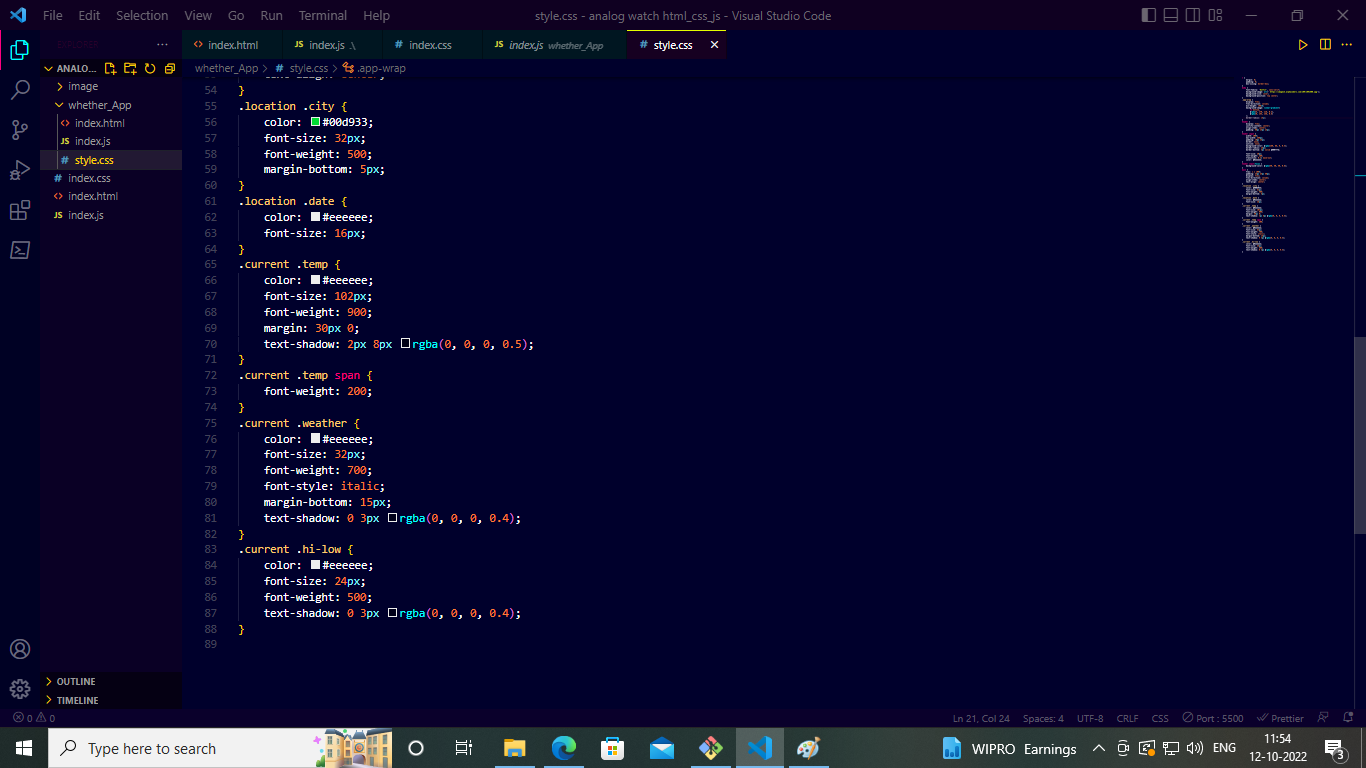 File Edit Selection View Go Run Terminal Help
style.css - analog watch html_css_js - Visual Studio Code
EXPLORER ...
index.html
index.js .\
index.css
index.js whether_App
style.css
ANALO...
whether_App > style.css > .app-wrap
image
whether_App
index.html
index.js
style.css
index.css
index.html
index.js
54 }
55 .location .city {
56 color: #00d933;
57 font-size: 32px;
58 font-weight: 500;
59 margin-bottom: 5px;
60 }
61 .location .date {
62 color: #eeeeee;
63 font-size: 16px;
64 }
65 .current .temp {
66 color: #eeeeee;
67 font-size: 102px;
68 font-weight: 900;
69 margin: 30px 0;
70 text-shadow: 2px 8px rgba(0, 0, 0, 0.5);
71 }
72 .current .temp span {
73 font-weight: 200;
74 }
75 .current .weather {
76 color: #eeeeee;
77 font-size: 32px;
78 font-weight: 700;
79 font-style: italic;
80 margin-bottom: 15px;
81 text-shadow: 0 3px rgba(0, 0, 0, 0.4);
82 }
83 .current .hi-low {
84 color: #eeeeee;
85 font-size: 24px;
86 font-weight: 500;
87 text-shadow: 0 3px rgba(0, 0, 0, 0.4);
88 }
89
OUTLINE
TIMELINE
0 0
Ln 21, Col 24 Spaces: 4 UTF-8 CRLF CSS Port : 5500 Prettier
Type here to search
WIPRO Earnings
ENG
11:54
12-10-2022
3